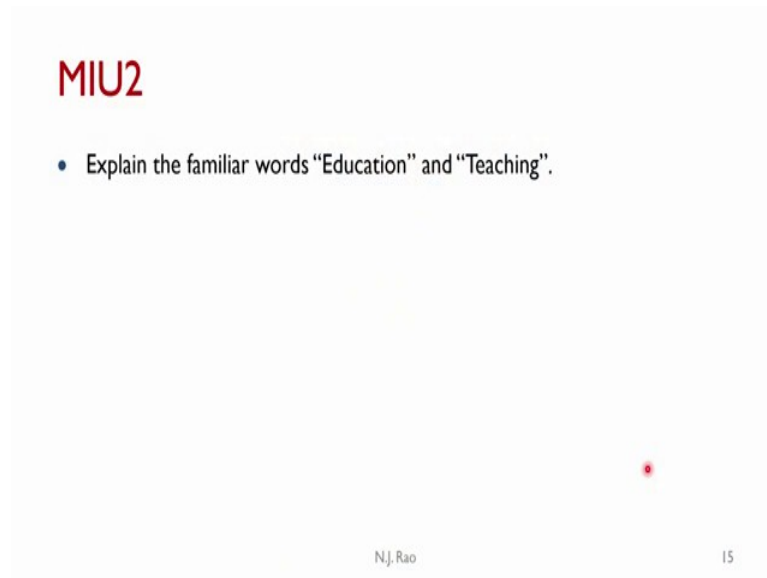 MIU2
• Explain the familiar words “Education” and “Teaching”.
N.J. Rao
15